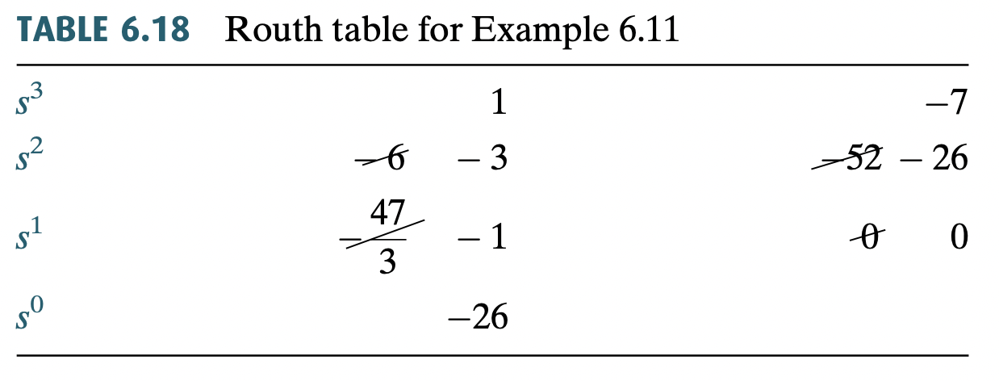 TABLE 6.18 Routh table for Example 6.11
s³ 1 −7
s² −6 − 3 −52 − 26
s¹ −47/3 − 1 0 0
s⁰ −26